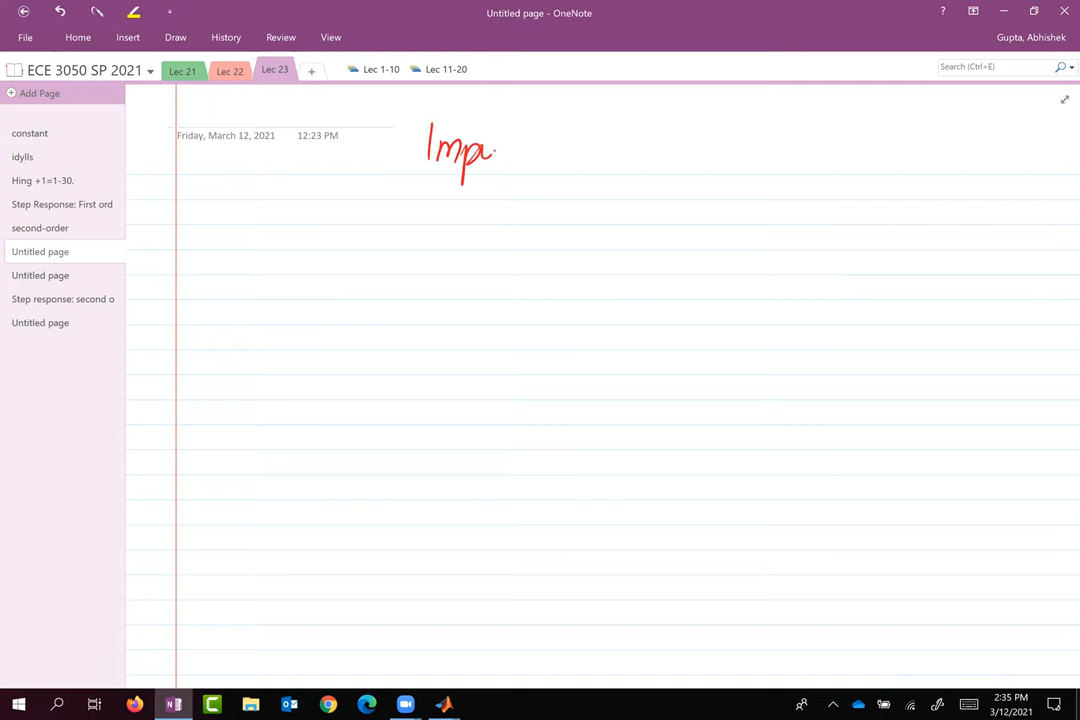 Untitled page - OneNote
File Home Insert Draw History Review View
Gupta, Abhishek
ECE 3050 SP 2021
Lec 21
Lec 22
Lec 23
Lec 1-10
Lec 11-20
Search (Ctrl+E)
Add Page
constant
idylls
Hing +1=1-30.
Step Response: First ord
second-order
Untitled page
Untitled page
Step response: second o
Untitled page
Friday, March 12, 2021 12:23 PM
Impa
2:35 PM
3/12/2021